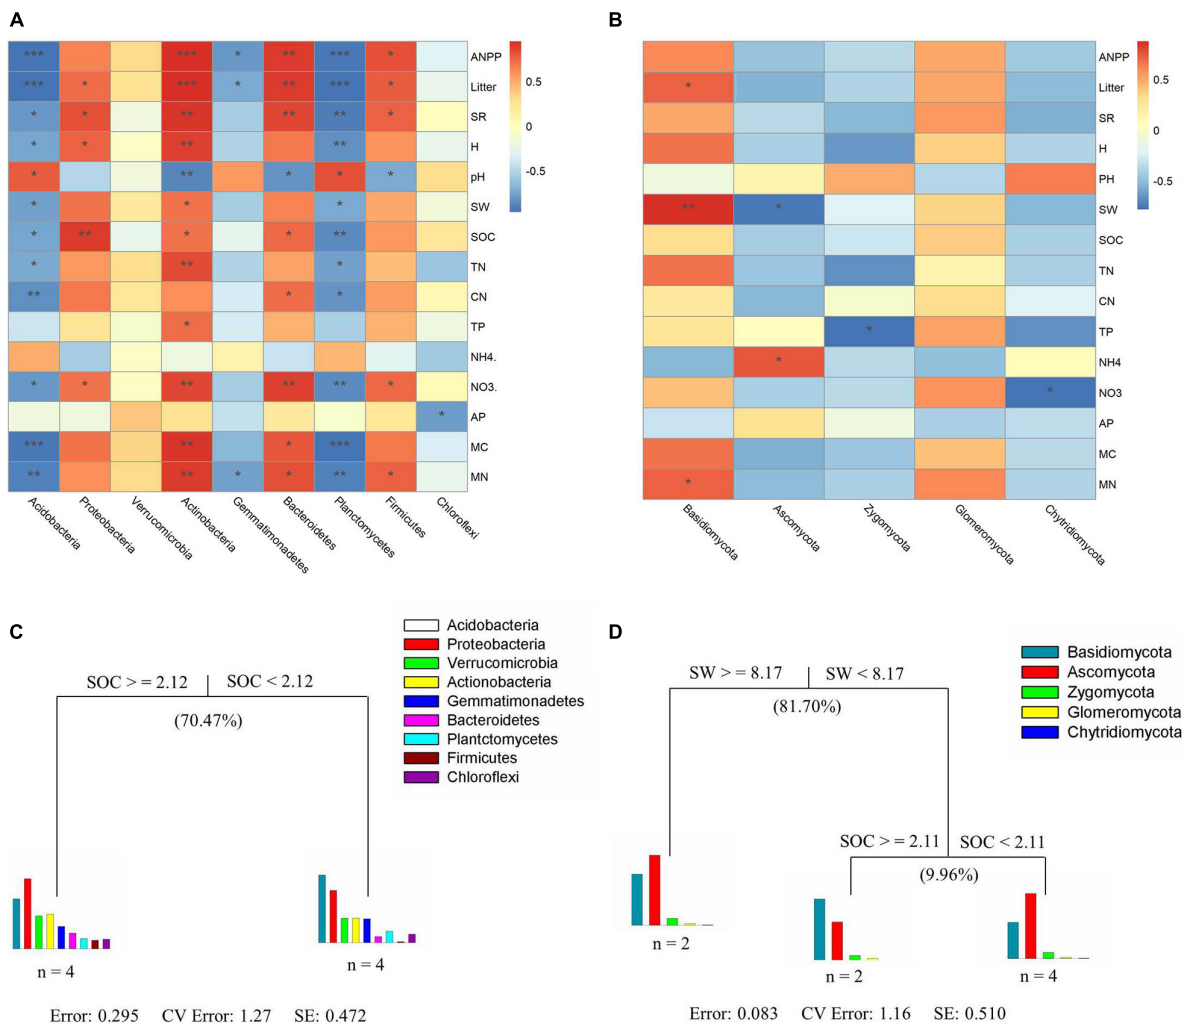 A
*** *** * ** *** * ANPP
*** * *** * ** *** * Litter
* * ** ** ** * SR
* * ** ** H
* ** * * * pH
* * * SW
* ** * * ** SOC
* ** * TN
** * * CN
* TP
NH4.
* * ** ** ** * NO3.
* AP
*** ** * *** MC
** ** * * ** * MN
Acidobacteria Proteobacteria Verrucomicrobia Actinobacteria Gemmatimonadetes Bacteroidetes Planctomycetes Firmicutes Chloroflexi
0.5
0
-0.5
B
ANPP
* Litter
SR
H
PH
** * SW
SOC
TN
CN
* TP
* NH4
* NO3
AP
MC
* MN
Basidiomycota Ascomycota Zygomycota Glomeromycota Chytridiomycota
0.5
0
-0.5
C
Acidobacteria
Proteobacteria
Verrucomicrobia
Actionobacteria
Gemmatimonadetes
Bacteroidetes
Plantctomycetes
Firmicutes
Chloroflexi
SOC > = 2.12 SOC < 2.12
(70.47%)
n = 4 n = 4
Error: 0.295 CV Error: 1.27 SE: 0.472
D
Basidiomycota
Ascomycota
Zygomycota
Glomeromycota
Chytridiomycota
SW > = 8.17 SW < 8.17
(81.70%)
SOC > = 2.11 SOC < 2.11
(9.96%)
n = 2 n = 2 n = 4
Error: 0.083 CV Error: 1.16 SE: 0.510